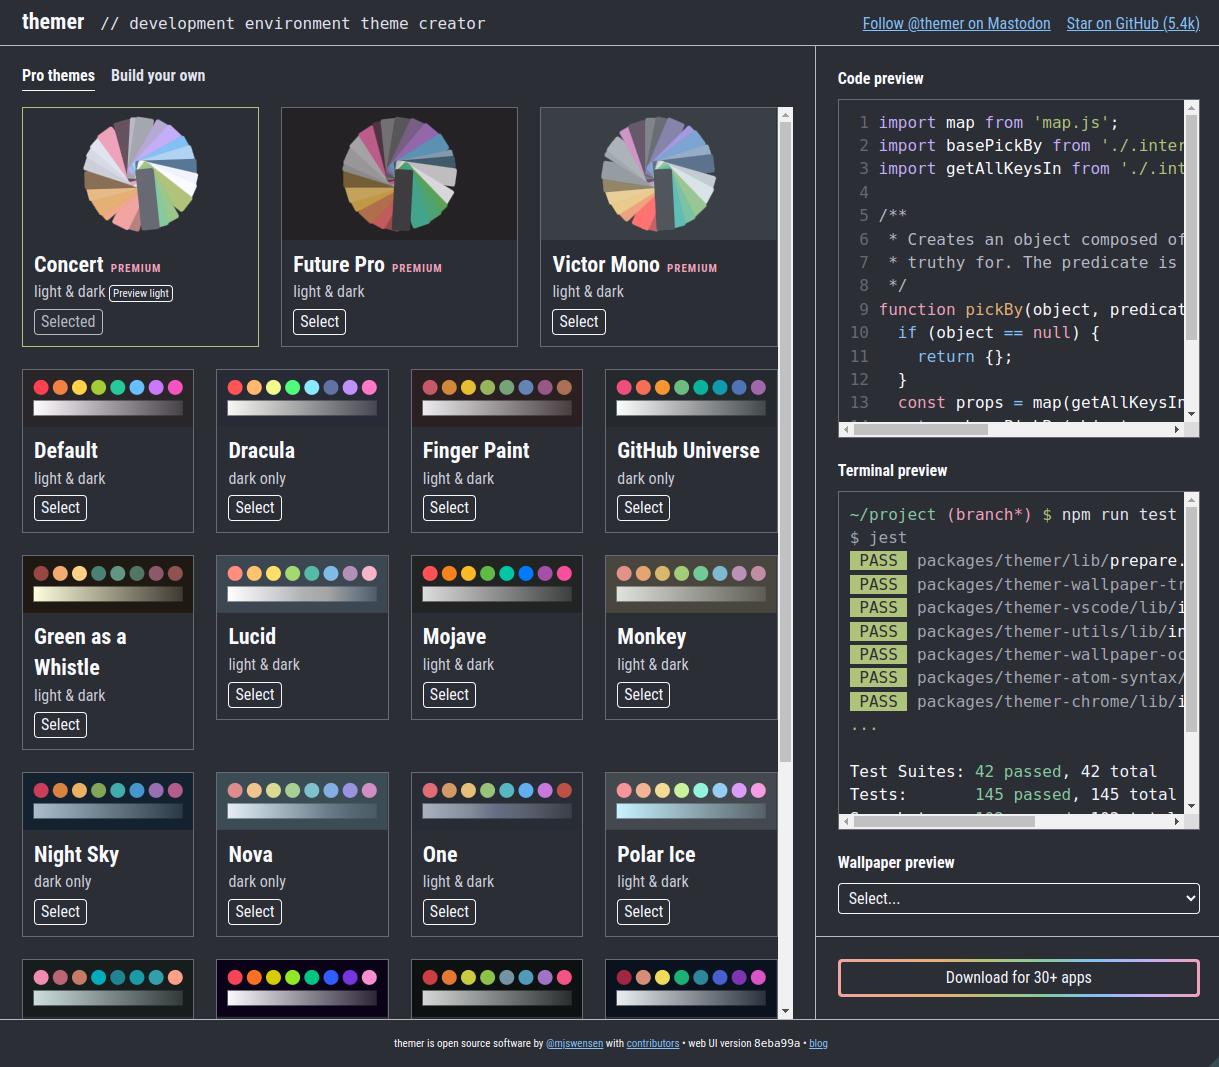 themer // development environment theme creator
Follow @themer on Mastodon Star on GitHub (5.4k)
Pro themes Build your own
Concert PREMIUM
light & dark Preview light
Selected
Future Pro PREMIUM
light & dark
Select
Victor Mono PREMIUM
light & dark
Select
Default
light & dark
Select
Dracula
dark only
Select
Finger Paint
light & dark
Select
GitHub Universe
dark only
Select
Green as a
Whistle
light & dark
Select
Lucid
light & dark
Select
Mojave
light & dark
Select
Monkey
light & dark
Select
Night Sky
dark only
Select
Nova
dark only
Select
One
light & dark
Select
Polar Ice
light & dark
Select
Code preview
1 import map from 'map.js';
2 import basePickBy from './.inter
3 import getAllKeysIn from './.int
4
5 /**
6 * Creates an object composed of
7 * truthy for. The predicate is
8 */
9 function pickBy(object, predicat
10 if (object == null) {
11 return {};
12 }
13 const props = map(getAllKeysIn
Terminal preview
~/project (branch*) $ npm run test
$ jest
PASS packages/themer/lib/prepare.
PASS packages/themer-wallpaper-tr
PASS packages/themer-vscode/lib/i
PASS packages/themer-utils/lib/in
PASS packages/themer-wallpaper-oc
PASS packages/themer-atom-syntax/
PASS packages/themer-chrome/lib/i
...
Test Suites: 42 passed, 42 total
Tests: 145 passed, 145 total
Wallpaper preview
Select...
Download for 30+ apps
themer is open source software by @mjswensen with contributors • web UI version 8eba99a • blog